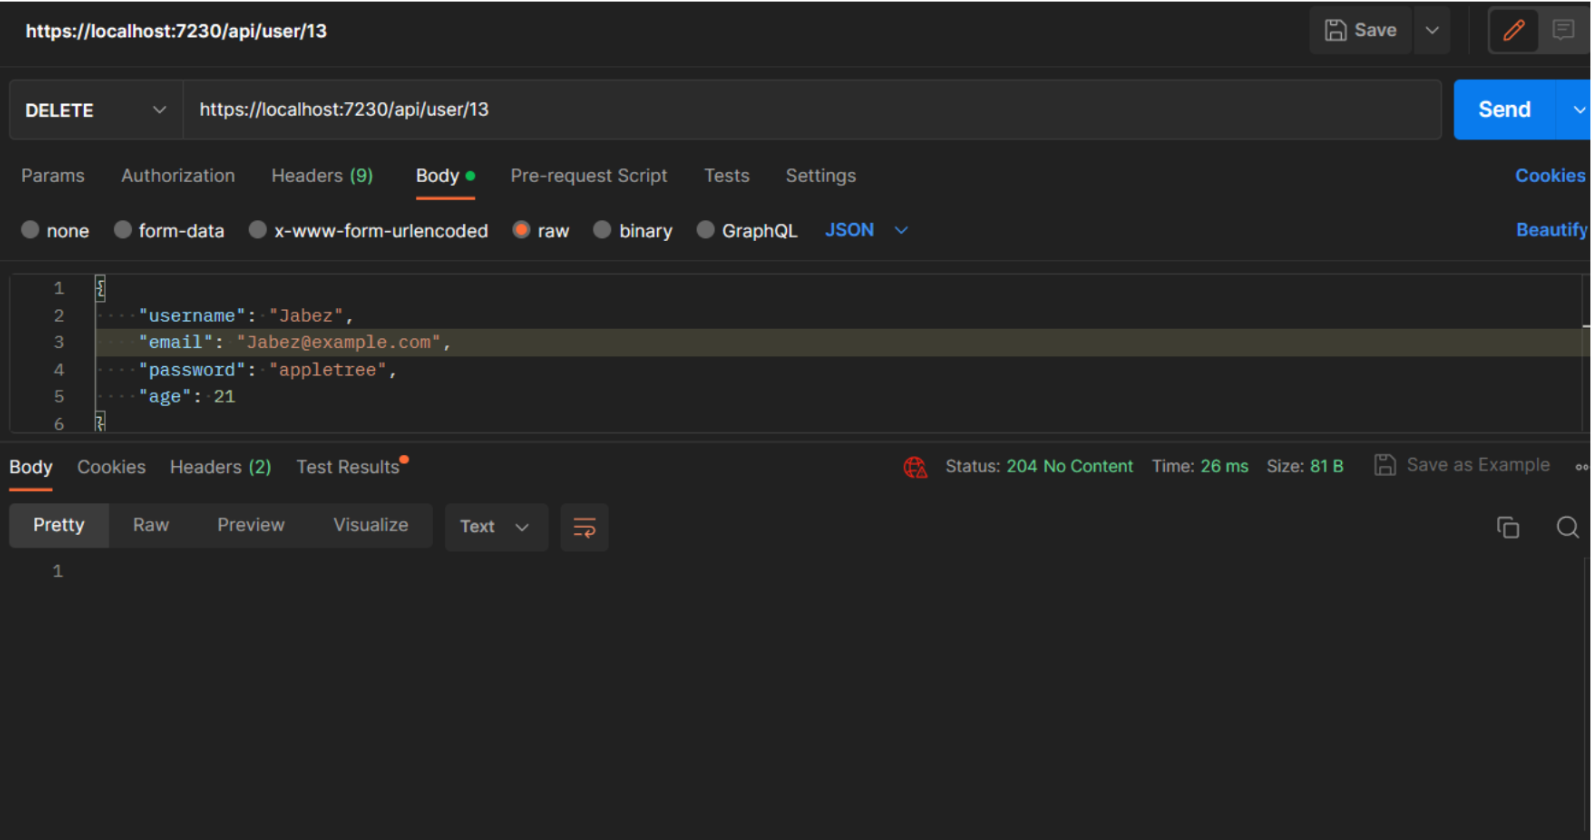 https://localhost:7230/api/user/13
Save
DELETE
https://localhost:7230/api/user/13
Send
Params Authorization Headers (9) Body Pre-request Script Tests Settings Cookies
none form-data x-www-form-urlencoded raw binary GraphQL JSON Beautify
1 {
2 "username": "Jabez",
3 "email": "Jabez@example.com",
4 "password": "appletree",
5 "age": 21
6 }
Body Cookies Headers (2) Test Results Status: 204 No Content Time: 26 ms Size: 81 B Save as Example
Pretty Raw Preview Visualize Text
1